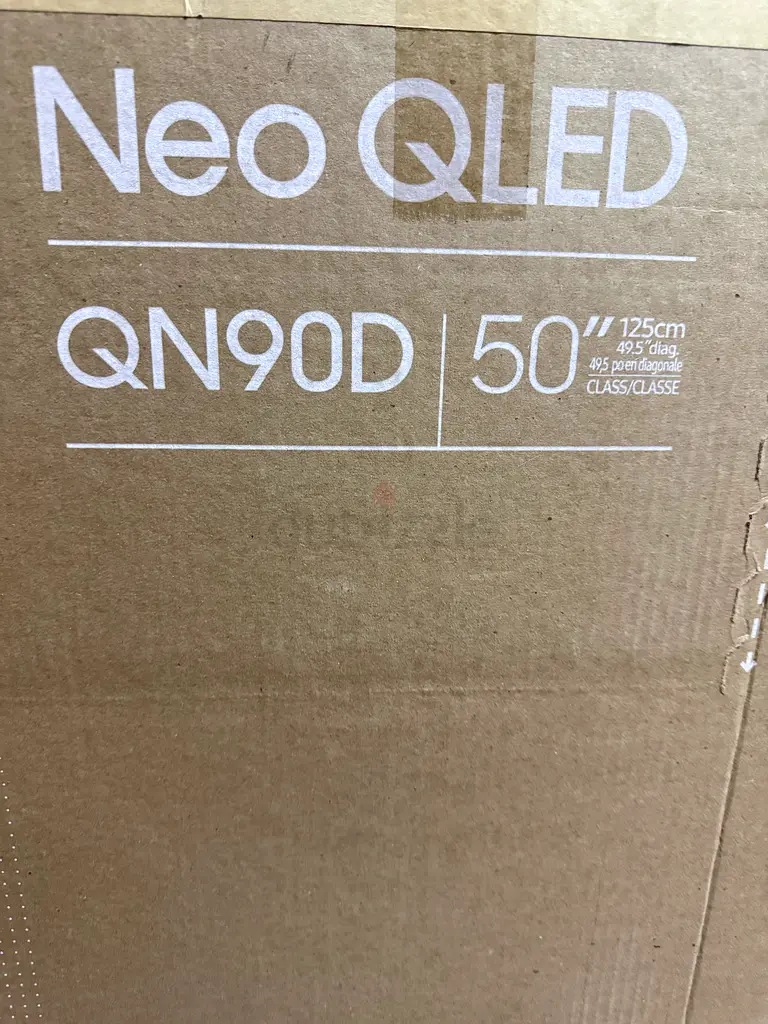 Neo QLED
QN90D
50" 125cm
49.5"diag.
49,5 po en diagonale
CLASS/CLASSE